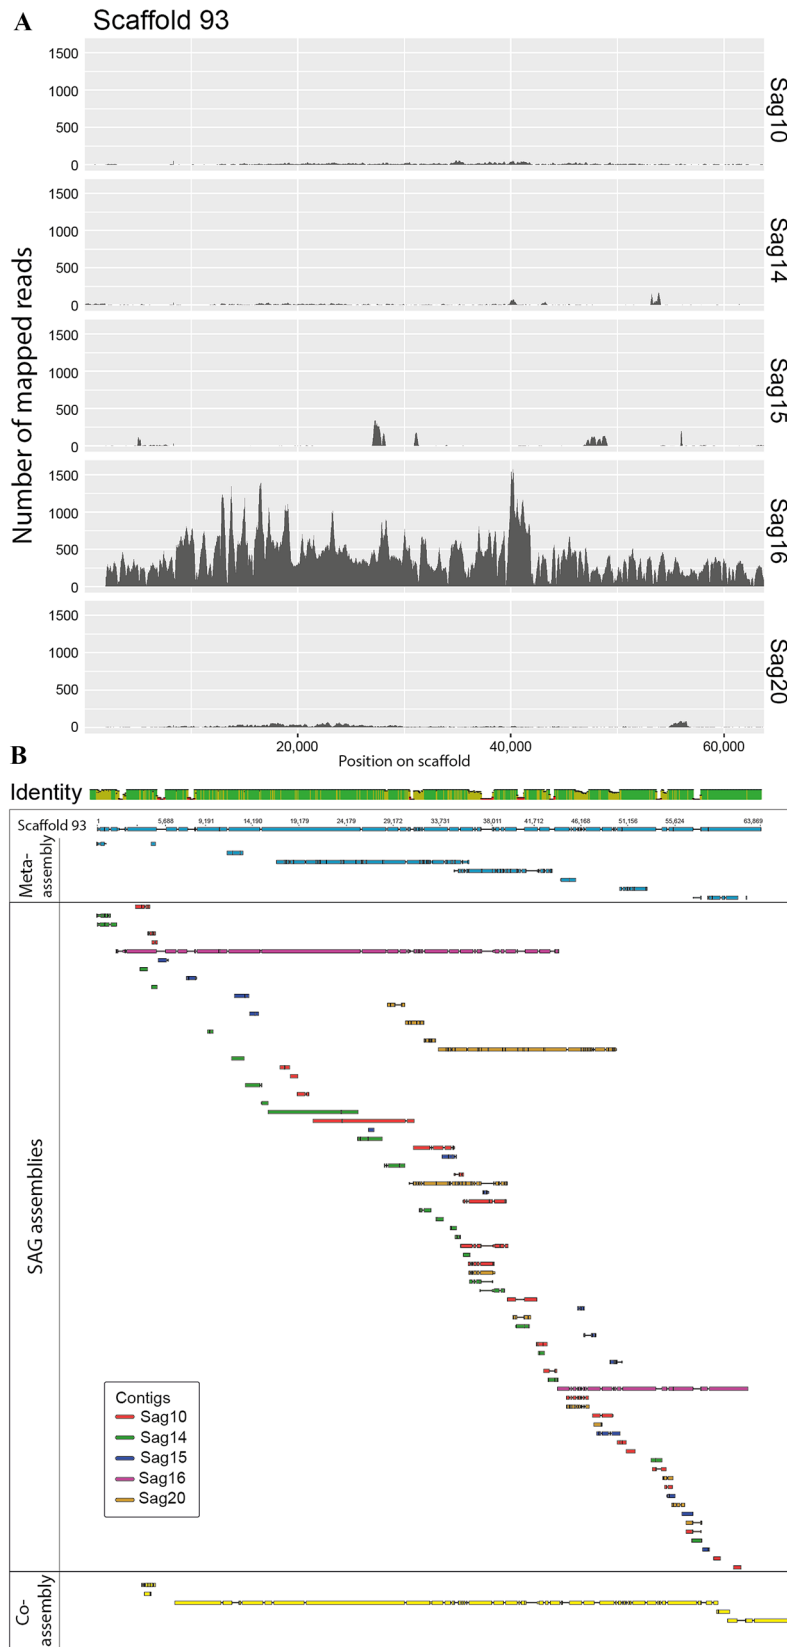 A
Scaffold 93
1500
1000
500
0
Sag10
1500
1000
500
0
Sag14
1500
1000
500
0
Sag15
1500
1000
500
0
Sag16
1500
1000
500
0
Sag20
Number of mapped reads
20,000 40,000 60,000
Position on scaffold
B
Identity
Scaffold 93 1 5,688 9,191 14,190 19,179 24,179 29,172 33,731 38,011 41,712 46,168 51,156 55,624 63,869
Meta-
assembly
SAG assemblies
Contigs
Sag10
Sag14
Sag15
Sag16
Sag20
Co-
assembly